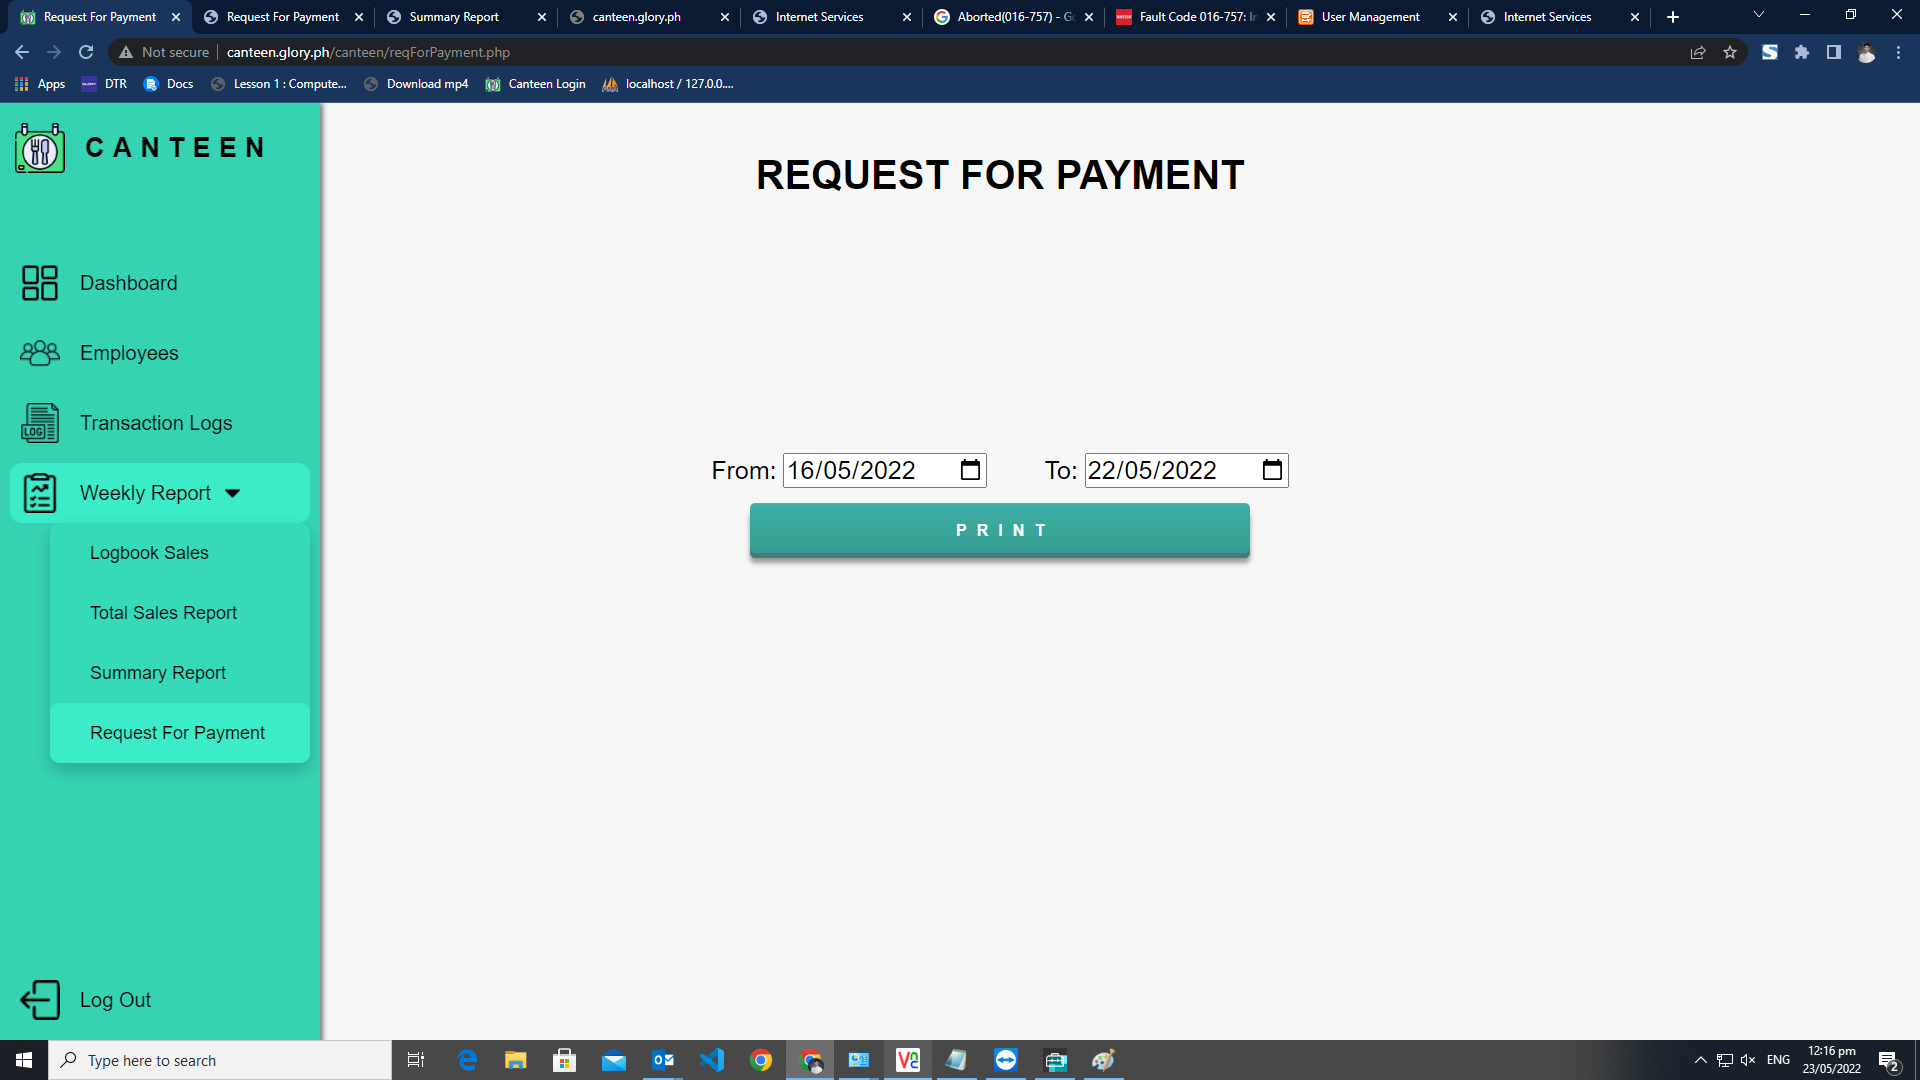 Request For Payment
Request For Payment
Summary Report
canteen.glory.ph
Internet Services
Aborted(016-757) - Go
Fault Code 016-757: In
User Management
Internet Services
Not secure
canteen.glory.ph/canteen/reqForPayment.php
Apps
DTR
Docs
Lesson 1 : Compute...
Download mp4
Canteen Login
localhost / 127.0.0....
CANTEEN
REQUEST FOR PAYMENT
Dashboard
Employees
Transaction Logs
Weekly Report
Logbook Sales
Total Sales Report
Summary Report
Request For Payment
Log Out
From: 16/05/2022 To: 22/05/2022
PRINT
Type here to search
ENG
12:16 pm
23/05/2022
2